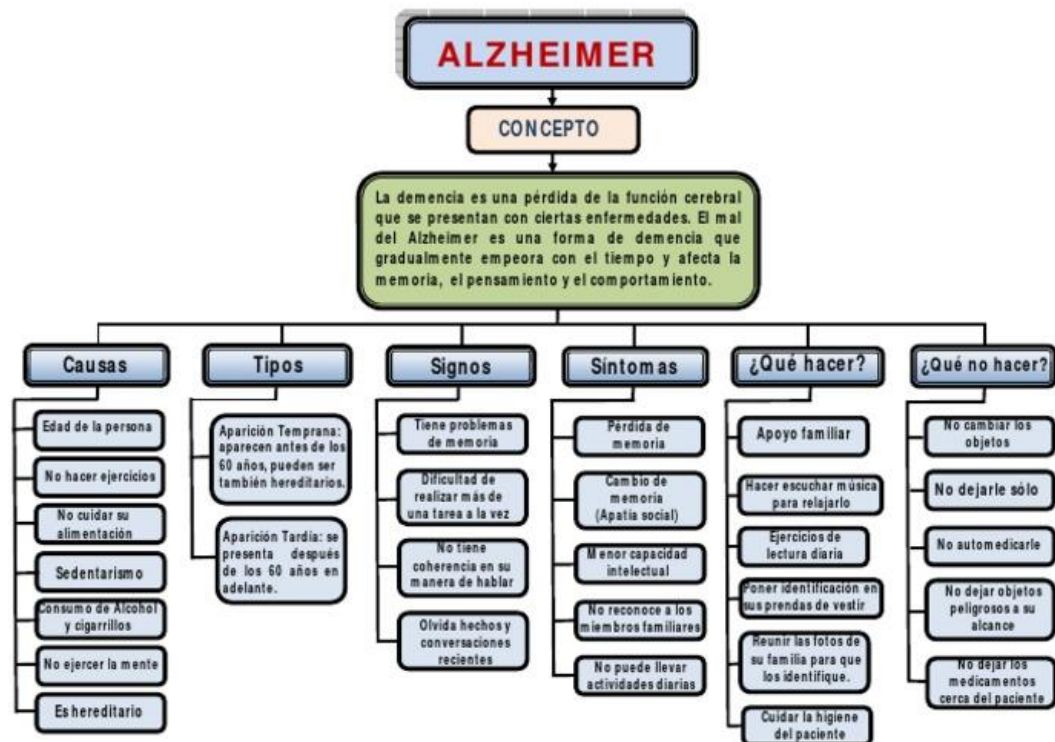 ALZHEIMER
CONCEPTO
La demencia es una pérdida de la función cerebral
que se presentan con ciertas enfermedades. El mal
del Alzheimer es una forma de demencia que
gradualmente empeora con el tiempo y afecta la
memoria, el pensamiento y el comportamiento.
Causas
Edad de la persona
No hacer ejercicios
No cuidar su
alimentación
Sedentarismo
Consumo de Alcohol
y cigarrillos
No ejercer la mente
Es hereditario
Tipos
Aparición Temprana:
aparecen antes de los
60 años, pueden ser
también hereditarios.
Aparición Tardía: se
presenta después
de los 60 años en
adelante.
Signos
Tiene problemas
de memoria
Dificultad de
realizar más de
una tarea a la vez
No tiene
coherencia en su
manera de hablar
Olvida hechos y
conversaciones
recientes
Síntomas
Pérdida de
memoria
Cambio de
memoria
(Apatía social)
Menor capacidad
intelectual
No reconoce a los
miembros familiares
No puede llevar
actividades diarias
¿Qué hacer?
Apoyo familiar
Hacer escuchar música
para relajarlo
Ejercicios de
lectura diaria
Poner identificación en
sus prendas de vestir
Reunir las fotos de
su familia para que
los identifique.
Cuidar la higiene
del paciente
¿Qué no hacer?
No cambiar los
objetos
No dejarle sólo
No automedicarle
No dejar objetos
peligrosos a su
alcance
No dejar los
medicamentos
cerca del paciente